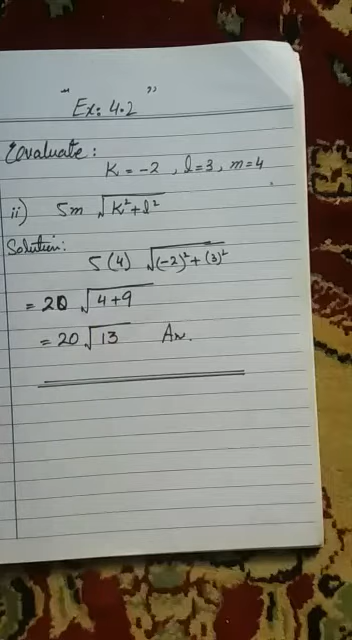 " Ex: 4.2 "
Evaluate:
K = -2 , l = 3 , m = 4
ii) 5m √(K² + l²)
Solution:
5 (4) √((-2)² + (3)²)
= 20 √(4 + 9)
= 20 √13 An.